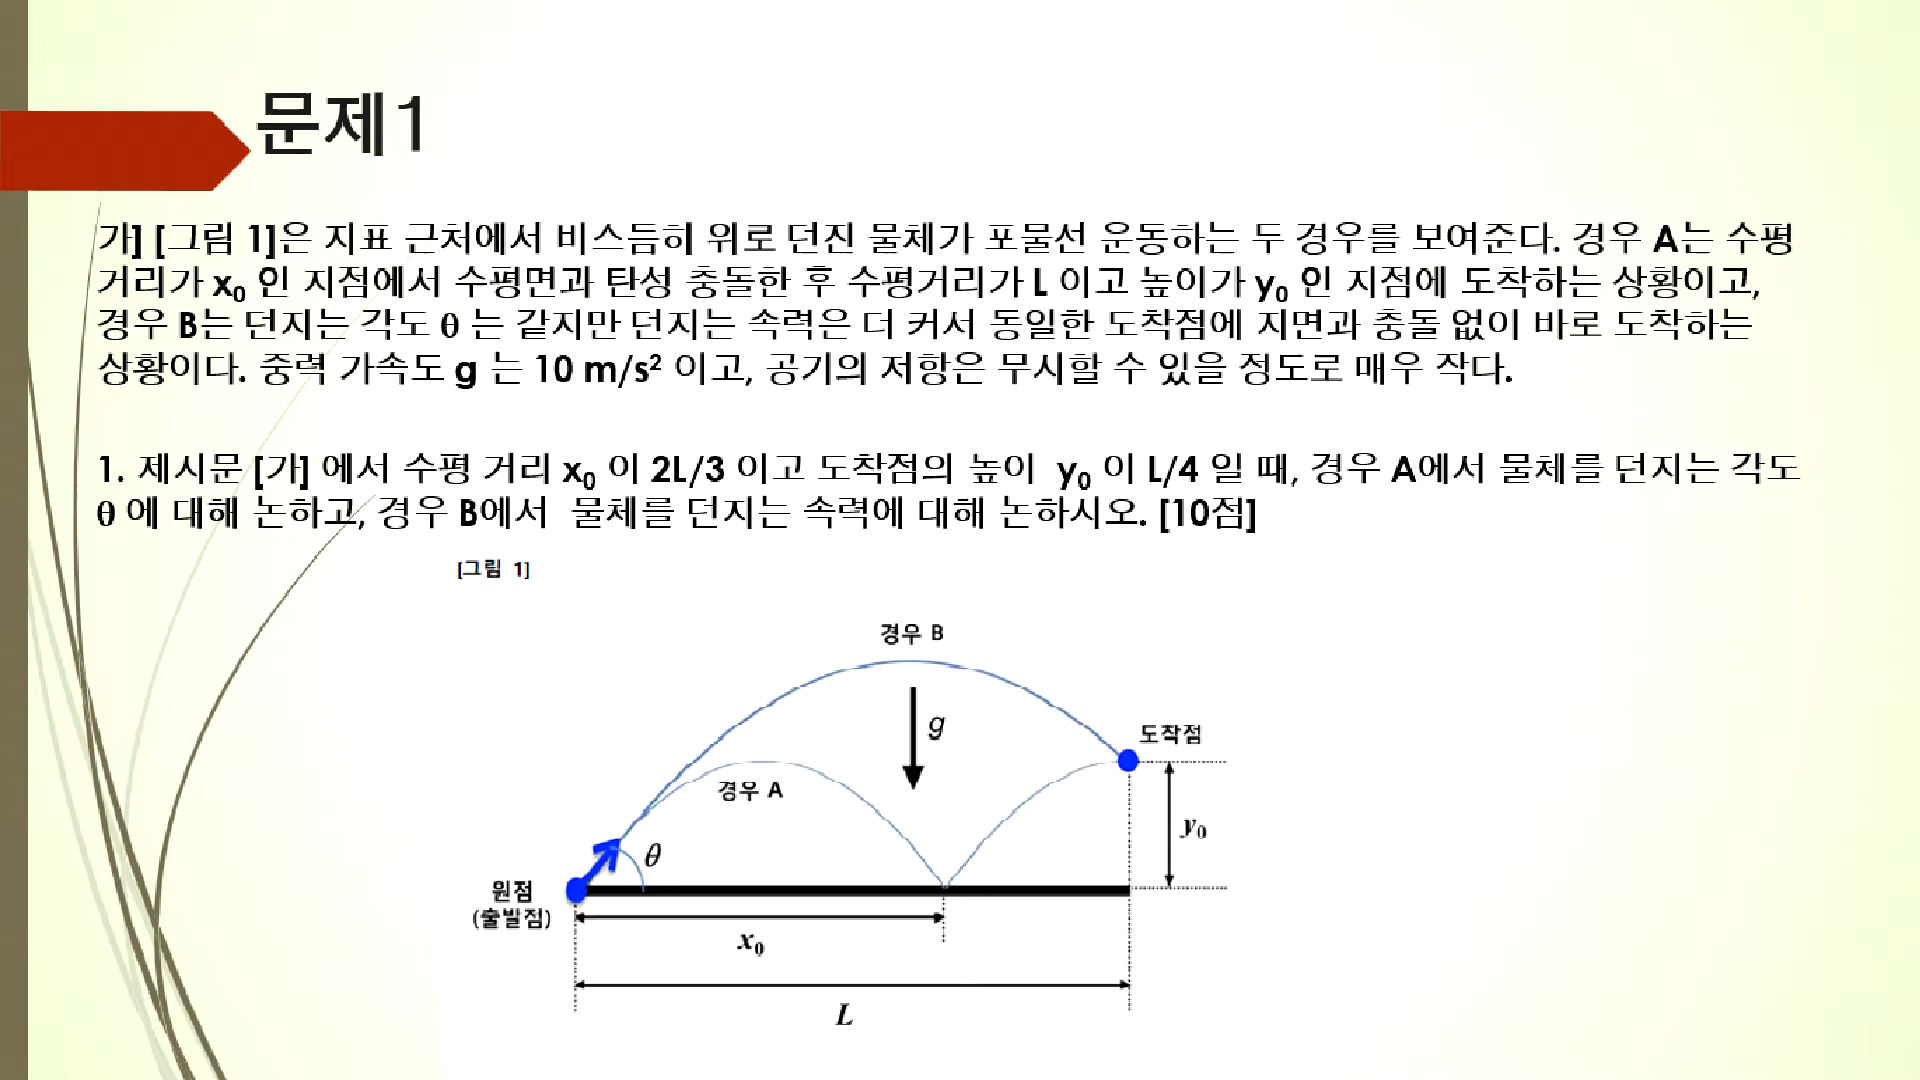 문제1
가] [그림 1]은 지표 근처에서 비스듬히 위로 던진 물체가 포물선 운동하는 두 경우를 보여준다. 경우 A는 수평
거리가 x₀ 인 지점에서 수평면과 탄성 충돌한 후 수평거리가 L 이고 높이가 y₀ 인 지점에 도착하는 상황이고,
경우 B는 던지는 각도 θ 는 같지만 던지는 속력은 더 커서 동일한 도착점에 지면과 충돌 없이 바로 도착하는
상황이다. 중력 가속도 g 는 10 m/s² 이고, 공기의 저항은 무시할 수 있을 정도로 매우 작다.
1. 제시문 [가] 에서 수평 거리 x₀ 이 2L/3 이고 도착점의 높이 y₀ 이 L/4 일 때, 경우 A에서 물체를 던지는 각도
θ 에 대해 논하고, 경우 B에서 물체를 던지는 속력에 대해 논하시오. [10점]
[그림 1]
경우 B
g
도착점
경우 A
y₀
θ
원점
(출발점)
x₀
L